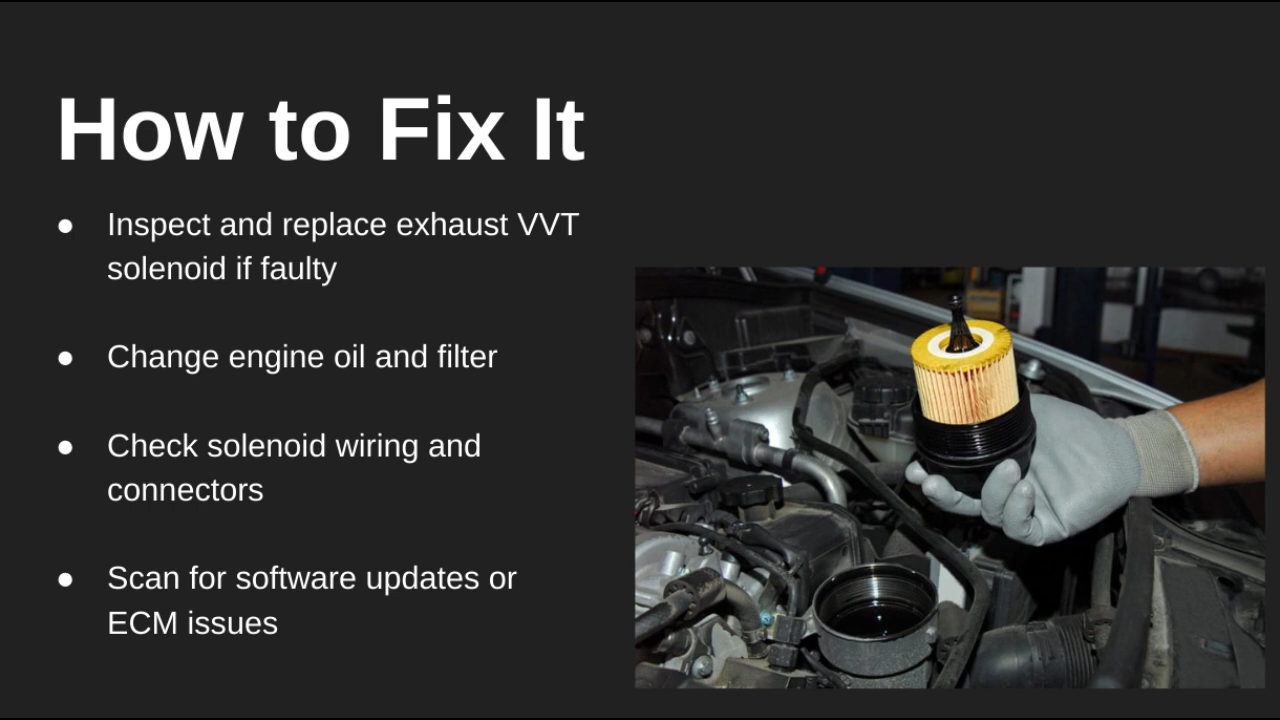 How to Fix It
● Inspect and replace exhaust VVT
solenoid if faulty
● Change engine oil and filter
● Check solenoid wiring and
connectors
● Scan for software updates or
ECM issues